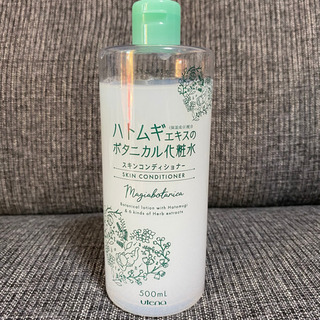 ハトムギエキスの
ボタニカル化粧水
スキンコンディショナー
SKIN CONDITIONER
Magiabotanica
Botanical lotion with Hatomugi
& 6 kinds of Herb extracts
500mL
utena